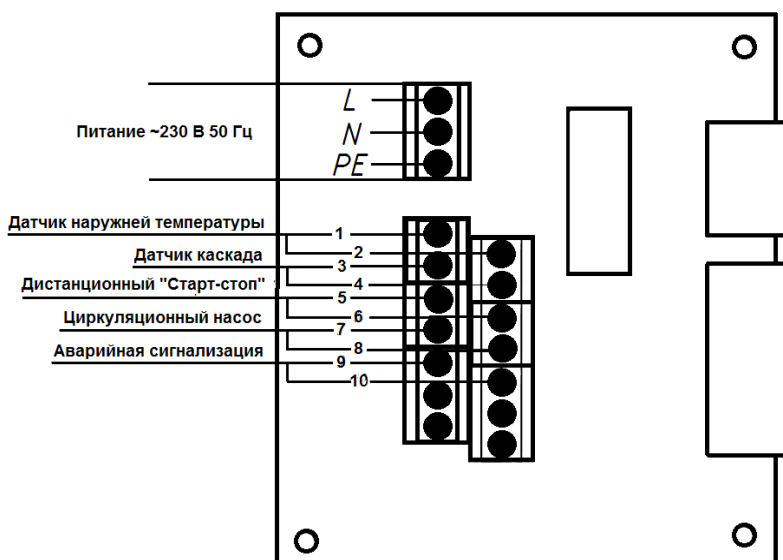 L
N
Питание ~230 В 50 Гц
PE
Датчик наружней температуры
1
2
Датчик каскада
3
4
Дистанционный "Старт-стоп"
5
6
Циркуляционный насос
7
8
Аварийная сигнализация
9
10